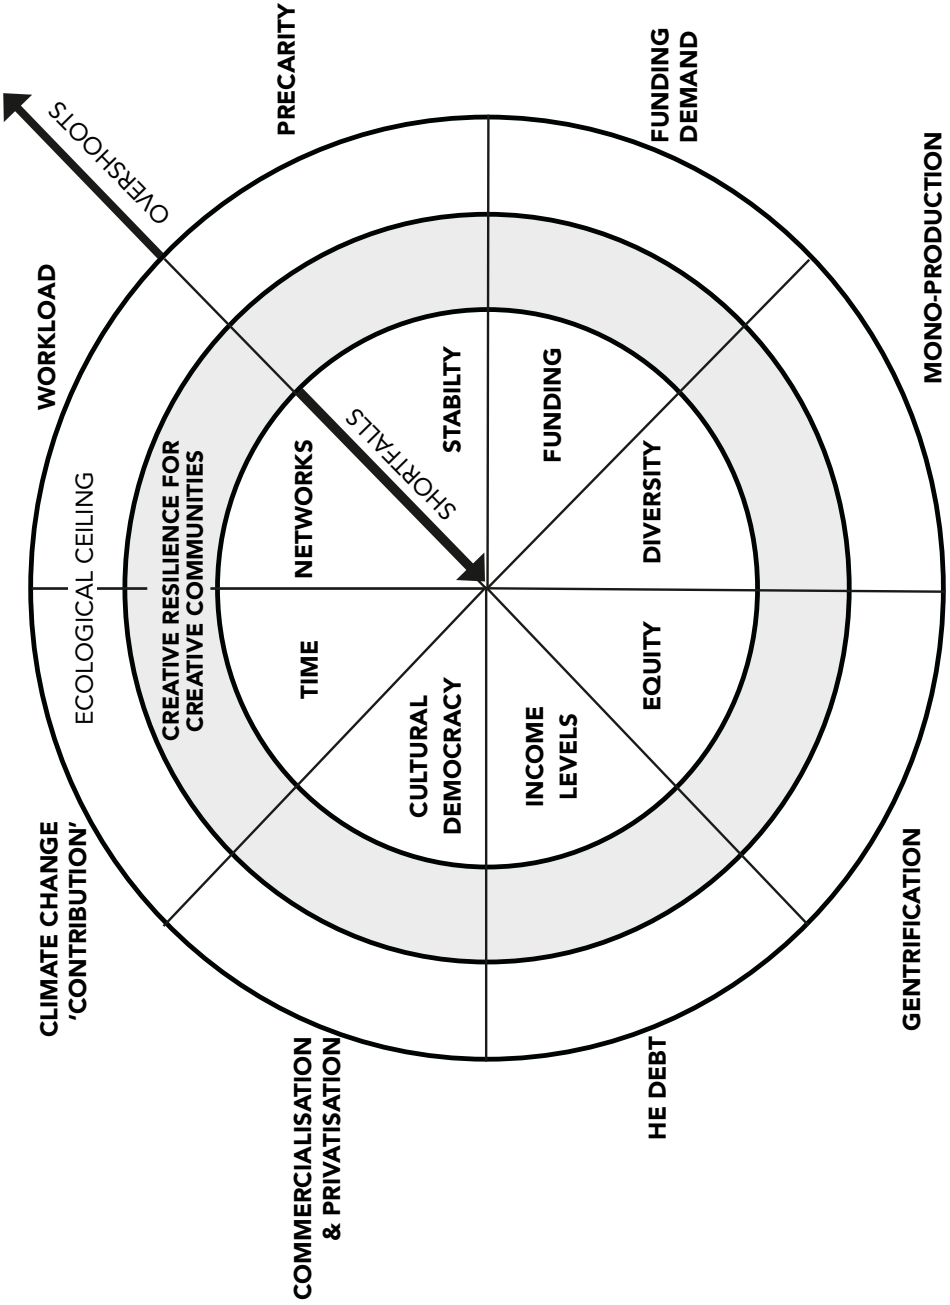 CLIMATE CHANGE
‘CONTRIBUTION’
WORKLOAD
OVERSHOOTS
ECOLOGICAL CEILING
CREATIVE RESILIENCE FOR
CREATIVE COMMUNITIES
COMMERCIALISATION
& PRIVATISATION
PRECARITY
TIME
NETWORKS
SHORTFALLS
CULTURAL
DEMOCRACY
STABILTY
INCOME
LEVELS
FUNDING
EQUITY
DIVERSITY
HE DEBT
FUNDING
DEMAND
GENTRIFICATION
MONO-PRODUCTION